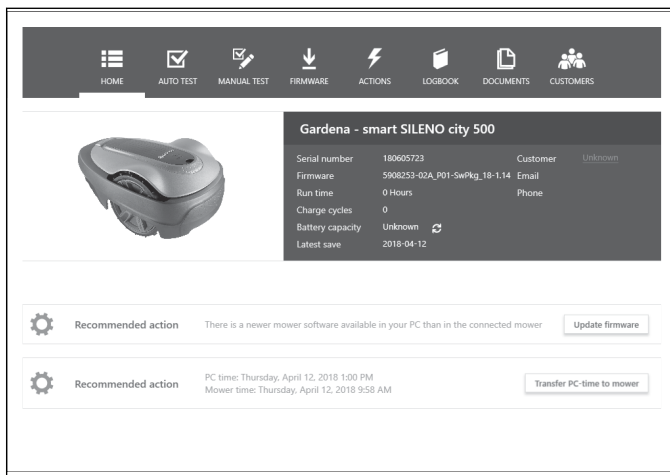 HOME AUTO TEST MANUAL TEST FIRMWARE ACTIONS LOGBOOK DOCUMENTS CUSTOMERS
Gardena - smart SILENO city 500
Serial number 180605723 Customer Unknown
Firmware 5908253-02A_P01-SwPkg_18-1.14 Email
Run time 0 Hours Phone
Charge cycles 0
Battery capacity Unknown
Latest save 2018-04-12
Recommended action There is a newer mower software available in your PC than in the connected mower Update firmware
Recommended action PC time: Thursday, April 12, 2018 1:00 PM
Mower time: Thursday, April 12, 2018 9:58 AM Transfer PC-time to mower